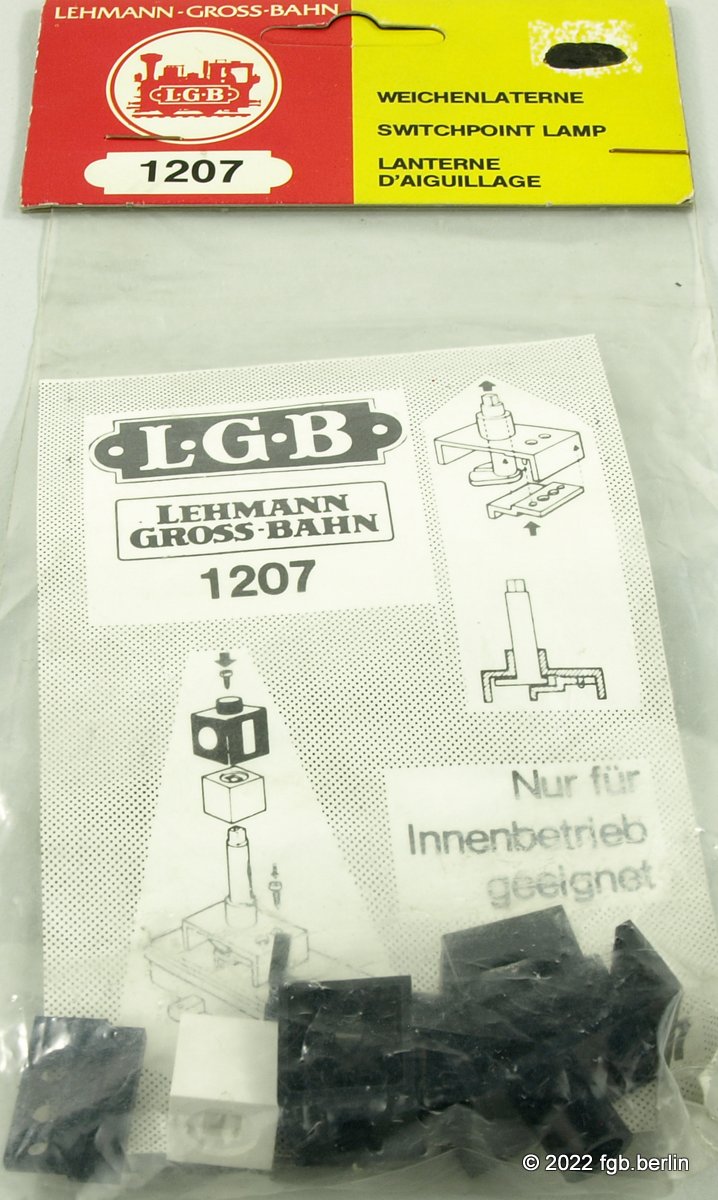 LEHMANN-GROSS-BAHN
L·G·B
1207
WEICHENLATERNE
SWITCHPOINT LAMP
LANTERNE
D'AIGUILLAGE
L·G·B
LEHMANN
GROSS-BAHN
1207
Nur für
Innenbetrieb
geeignet
© 2022 fgb.berlin